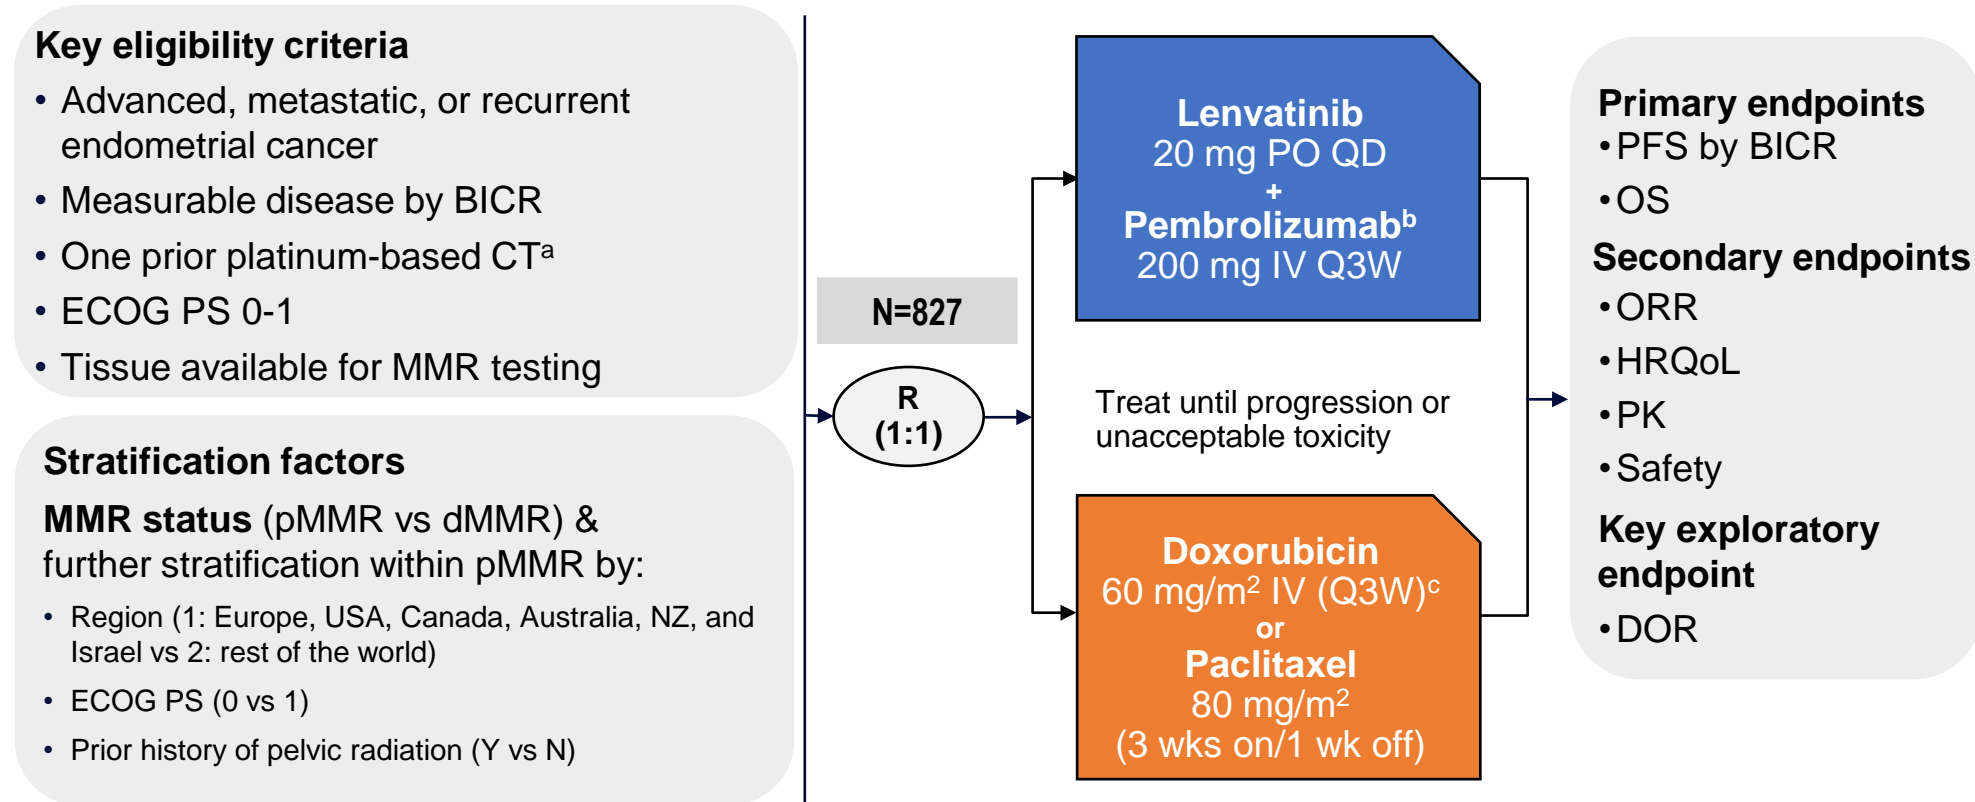 Key eligibility criteria
• Advanced, metastatic, or recurrent
endometrial cancer
• Measurable disease by BICR
• One prior platinum-based CTᵃ
• ECOG PS 0-1
• Tissue available for MMR testing
Stratification factors
MMR status (pMMR vs dMMR) &
further stratification within pMMR by:
• Region (1: Europe, USA, Canada, Australia, NZ, and
Israel vs 2: rest of the world)
• ECOG PS (0 vs 1)
• Prior history of pelvic radiation (Y vs N)
N=827
R
(1:1)
Lenvatinib
20 mg PO QD
+
Pembrolizumabᵇ
200 mg IV Q3W
Treat until progression or
unacceptable toxicity
Doxorubicin
60 mg/m² IV (Q3W)ᶜ
or
Paclitaxel
80 mg/m²
(3 wks on/1 wk off)
Primary endpoints
• PFS by BICR
• OS
Secondary endpoints
• ORR
• HRQoL
• PK
• Safety
Key exploratory
endpoint
• DOR